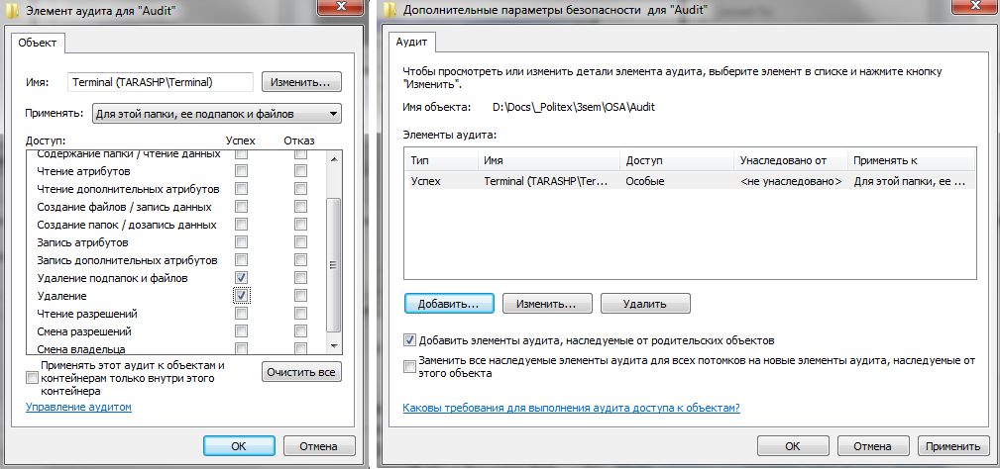 Элемент аудита для "Audit"
Объект
Имя:
Terminal (TARASHP\Terminal)
Изменить...
Применять:
Для этой папки, ее подпапок и файлов
Доступ:
Успех
Отказ
Содержание папки / чтение данных
Чтение атрибутов
Чтение дополнительных атрибутов
Создание файлов / запись данных
Создание папок / дозапись данных
Запись атрибутов
Запись дополнительных атрибутов
Удаление подпапок и файлов
Удаление
Чтение разрешений
Смена разрешений
Смена владельца
Применять этот аудит к объектам и
контейнерам только внутри этого
контейнера
Очистить все
Управление аудитом
OK
Отмена
Дополнительные параметры безопасности для "Audit"
Аудит
Чтобы просмотреть или изменить детали элемента аудита, выберите элемент в списке и нажмите кнопку
"Изменить".
Имя объекта: D:\Docs\_Politex\3sem\OSA\Audit
Элементы аудита:
Тип Имя Доступ Унаследовано от Применять к
Успех Terminal (TARASHP\Ter... Особые <не унаследовано> Для этой папки, ее ...
Добавить... Изменить... Удалить
Добавить элементы аудита, наследуемые от родительских объектов
Заменить все наследуемые элементы аудита для всех потомков на новые элементы аудита, наследуемые от
этого объекта
Каковы требования для выполнения аудита доступа к объектам?
OK Отмена Применить